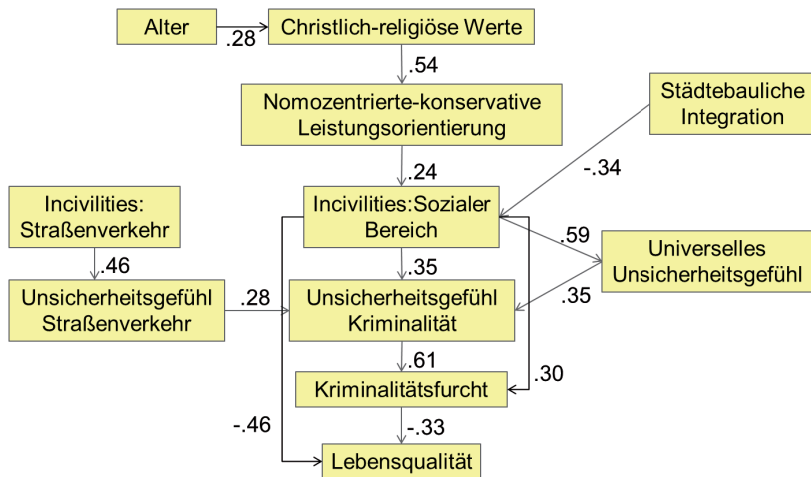 Alter
.28
Christlich-religiöse Werte
.54
Nomozentrierte-konservative
Leistungsorientierung
Städtebauliche
Integration
.24
-.34
Incivilities:
Straßenverkehr
Incivilities:Sozialer
Bereich
.59
Universelles
Unsicherheitsgefühl
.46
.35
Unsicherheitsgefühl
Straßenverkehr
.28
Unsicherheitsgefühl
Kriminalität
.35
.61
Kriminalitätsfurcht
.30
-.46
-.33
Lebensqualität